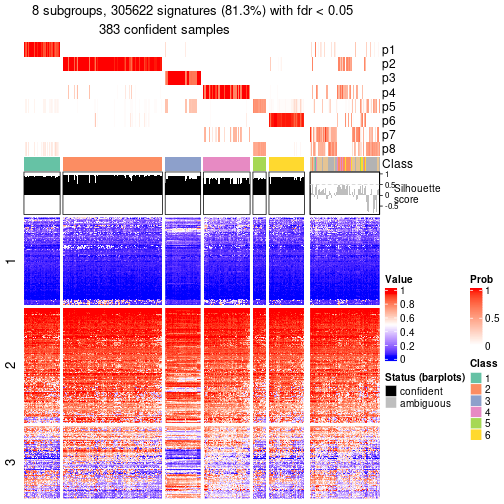 8 subgroups, 305622 signatures (81.3%) with fdr < 0.05
383 confident samples
p1
p2
p3
p4
p5
p6
p7
p8
Class
1
0.5
0
-0.5
Silhouette
score
1
2
3
Value
1
0.8
0.6
0.4
0.2
0
Status (barplots)
confident
ambiguous
Prob
1
0.5
0
Class
1
2
3
4
5
6